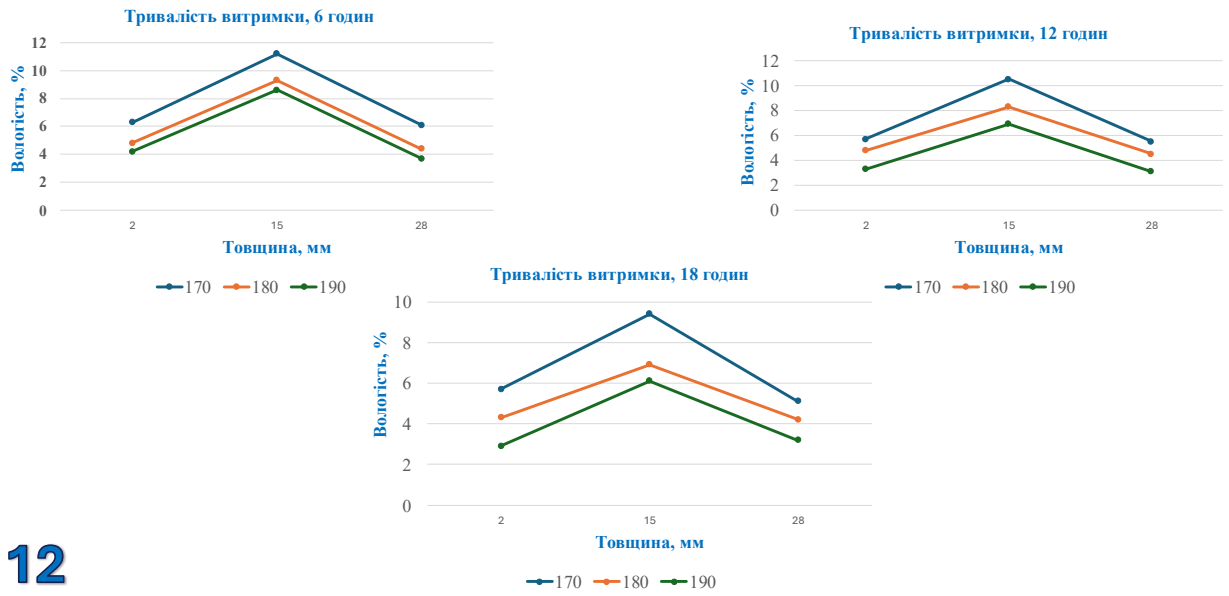 Тривалість витримки, 6 годин
Вологість, %
12
10
8
6
4
2
0
2 15 28
Товщина, мм
170 180 190
Тривалість витримки, 12 годин
Вологість, %
12
10
8
6
4
2
0
2 15 28
Товщина, мм
170 180 190
Тривалість витримки, 18 годин
Вологість, %
10
8
6
4
2
0
2 15 28
Товщина, мм
170 180 190
12